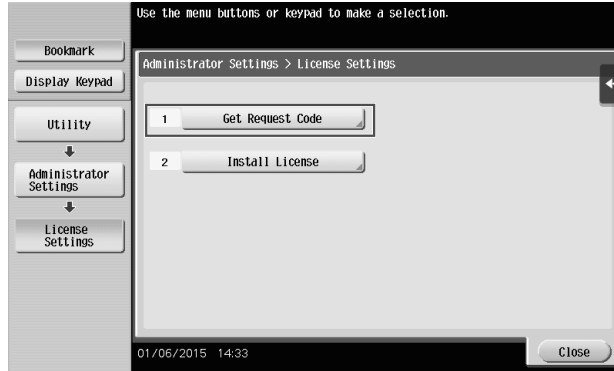 Use the menu buttons or keypad to make a selection.
Bookmark
Display Keypad
Utility
Administrator
Settings
License
Settings
Administrator Settings > License Settings
1 Get Request Code
2 Install License
01/06/2015 14:33
Close